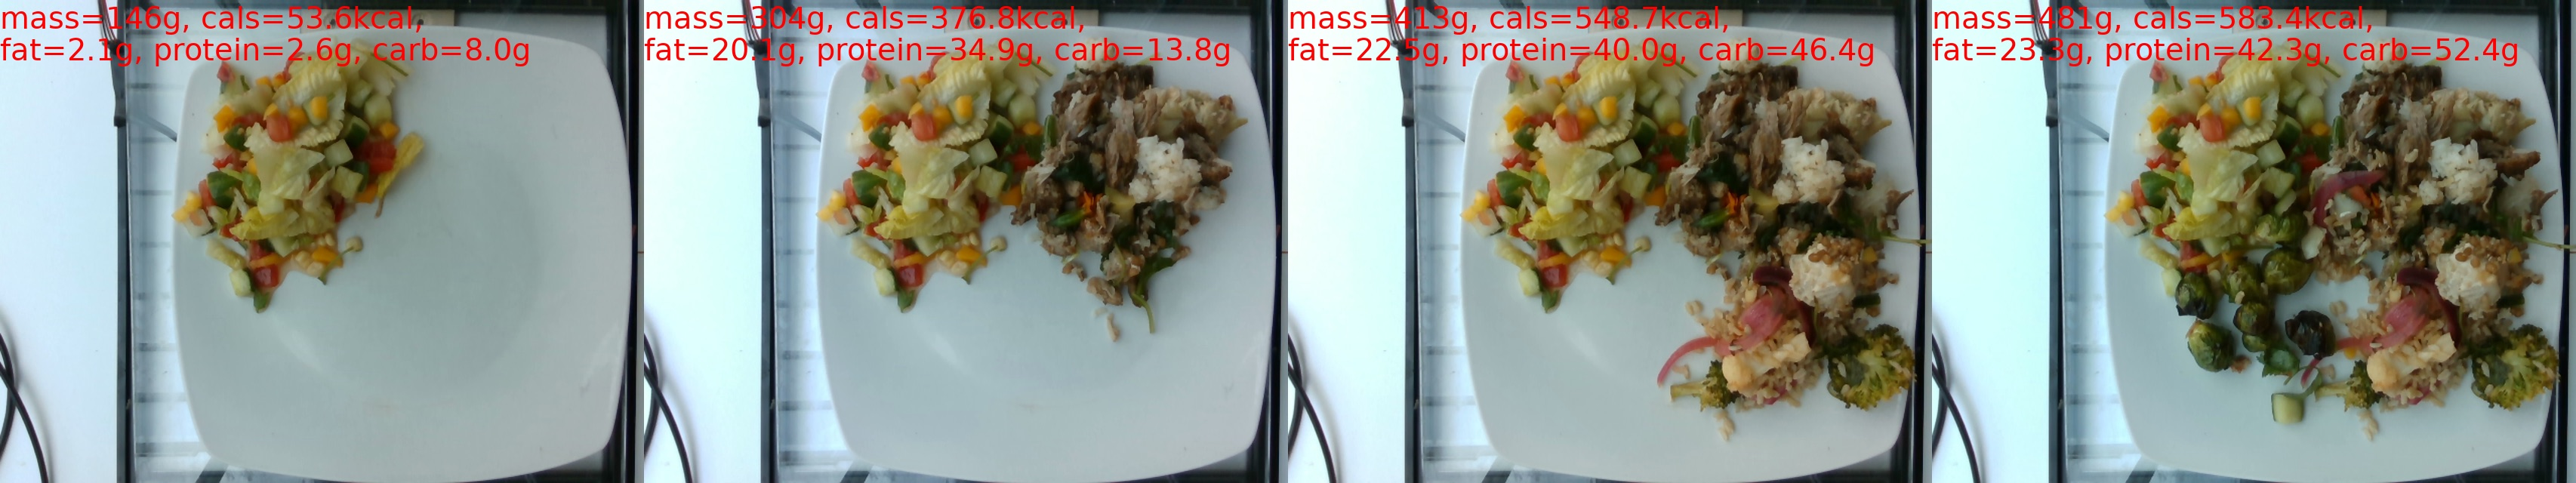 mass=146g, cals=53.6kcal,
fat=2.1g, protein=2.6g, carb=8.0g
mass=304g, cals=376.8kcal,
fat=20.1g, protein=34.9g, carb=13.8g
mass=413g, cals=548.7kcal,
fat=22.5g, protein=40.0g, carb=46.4g
mass=481g, cals=583.4kcal,
fat=23.3g, protein=42.3g, carb=52.4g